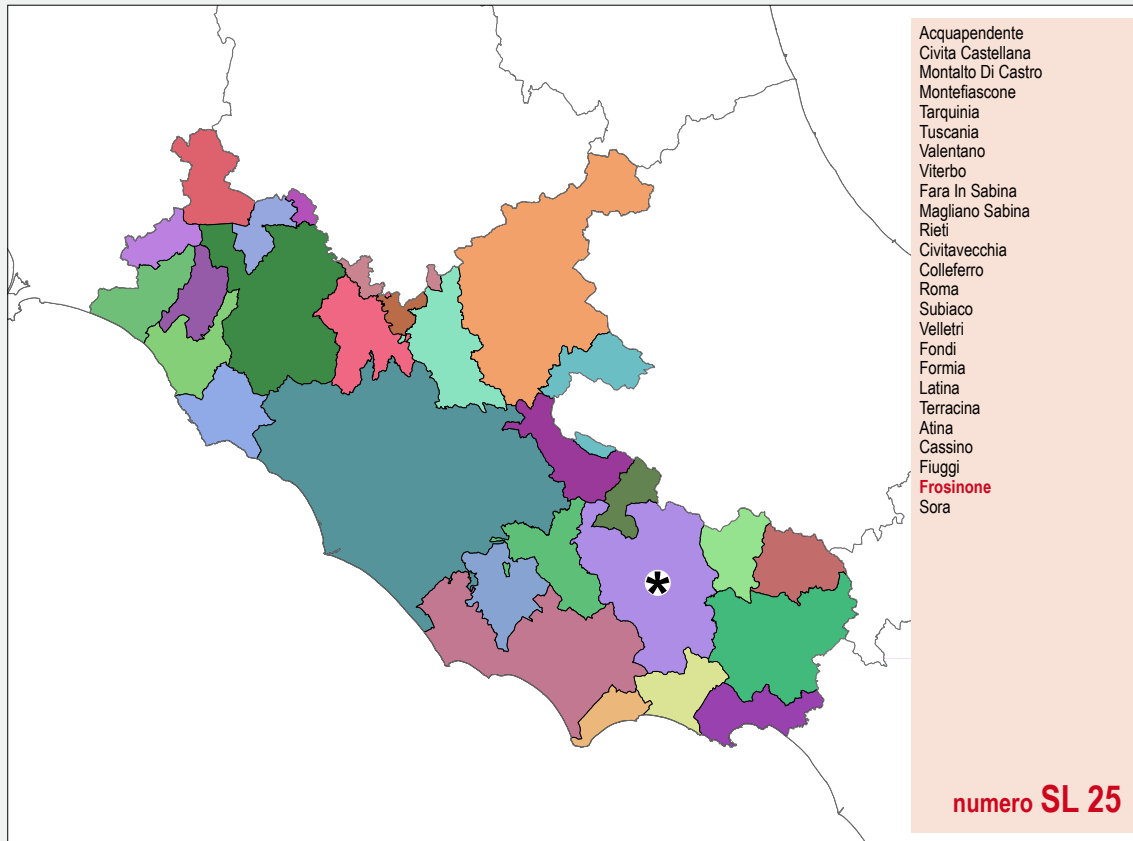 Acquapendente
Civita Castellana
Montalto Di Castro
Montefiascone
Tarquinia
Tuscania
Valentano
Viterbo
Fara In Sabina
Magliano Sabina
Rieti
Civitavecchia
Colleferro
Roma
Subiaco
Velletri
Fondi
Formia
Latina
Terracina
Atina
Cassino
Fiuggi
Frosinone
Sora
*
numero SL 25